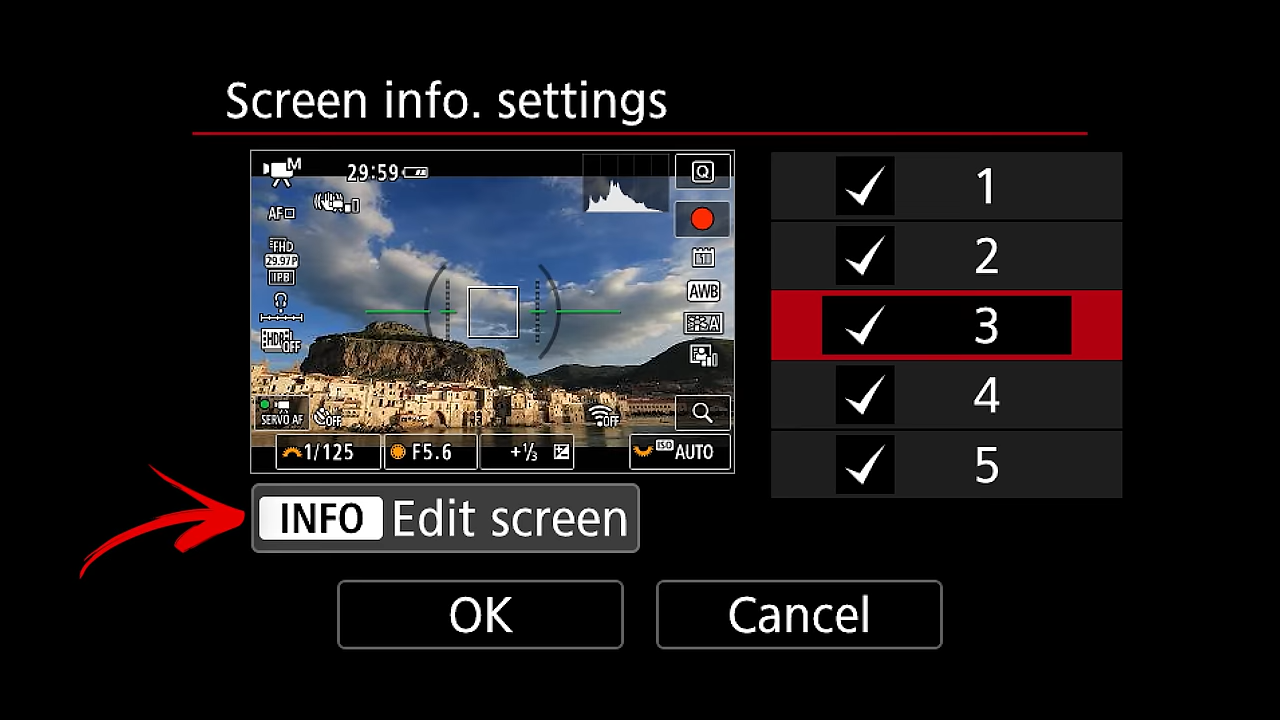 Screen info. settings
M
29:59
Q
AF
FHD
29.97P
IPB
1
AWB
A
HDR OFF
SERVO AF
OFF
OFF
1/125
F5.6
+1/3
ISO AUTO
1
2
3
4
5
INFO Edit screen
OK
Cancel